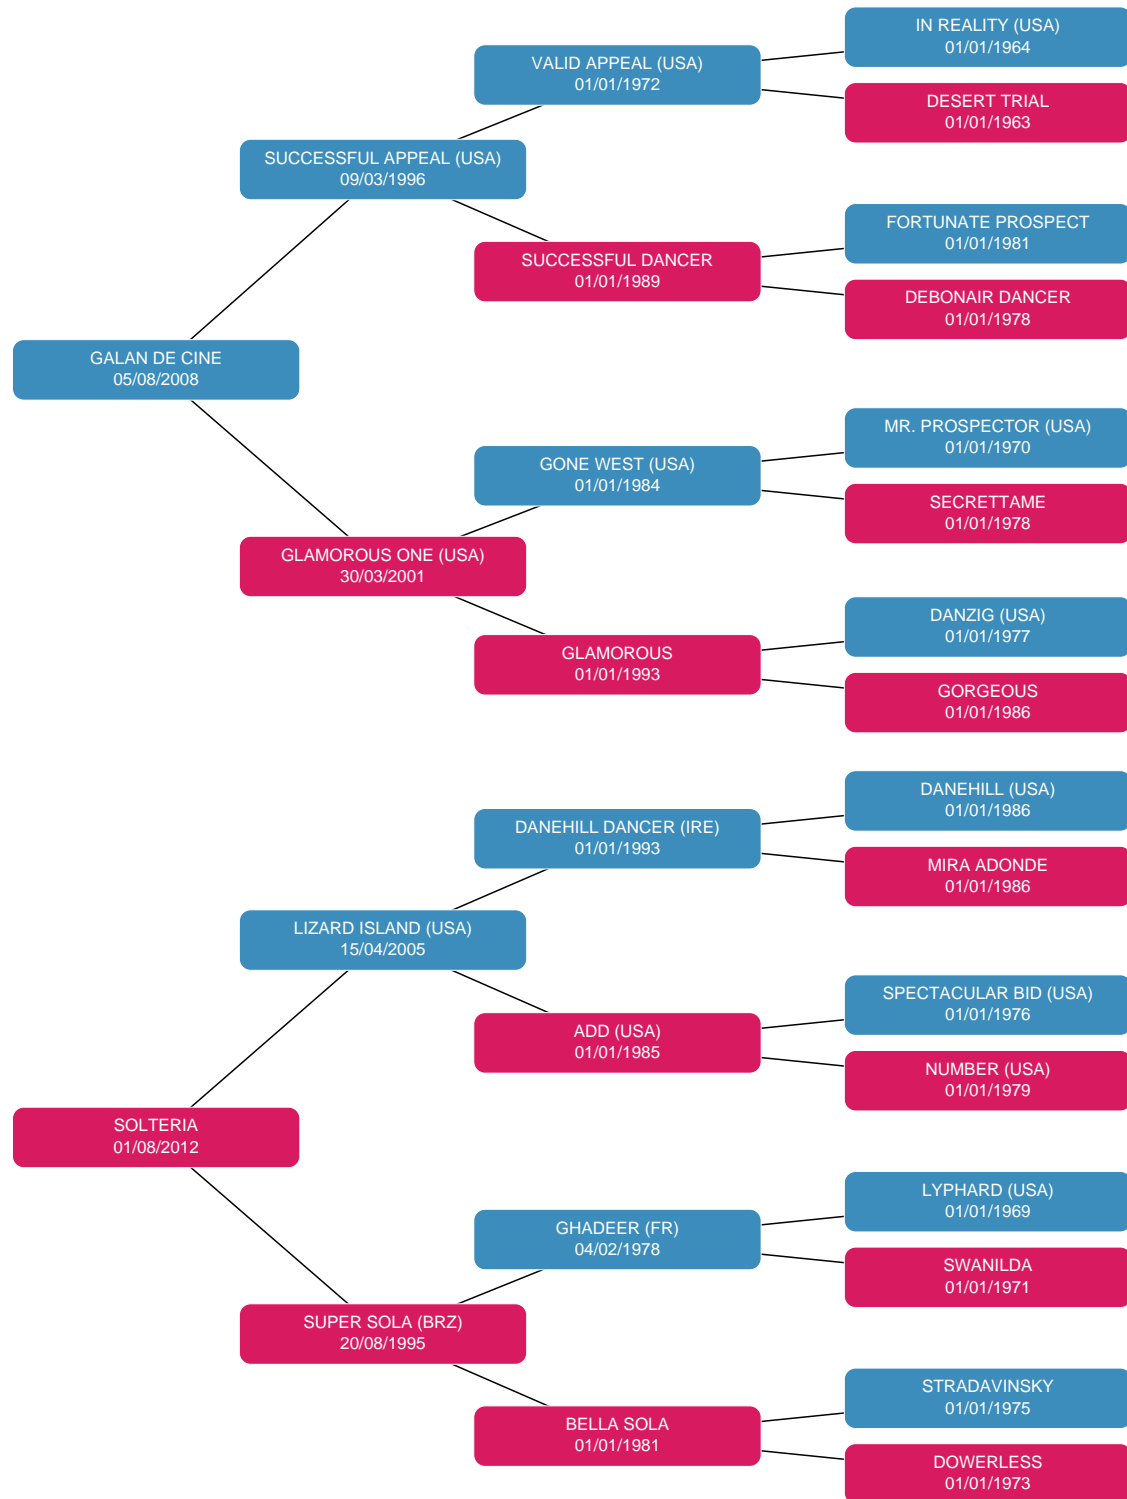 IN REALITY (USA)
01/01/1964
VALID APPEAL (USA)
01/01/1972
DESERT TRIAL
01/01/1963
SUCCESSFUL APPEAL (USA)
09/03/1996
FORTUNATE PROSPECT
01/01/1981
SUCCESSFUL DANCER
01/01/1989
DEBONAIR DANCER
01/01/1978
GALAN DE CINE
05/08/2008
MR. PROSPECTOR (USA)
01/01/1970
GONE WEST (USA)
01/01/1984
SECRETTAME
01/01/1978
GLAMOROUS ONE (USA)
30/03/2001
DANZIG (USA)
01/01/1977
GLAMOROUS
01/01/1993
GORGEOUS
01/01/1986
DANEHILL (USA)
01/01/1986
DANEHILL DANCER (IRE)
01/01/1993
MIRA ADONDE
01/01/1986
LIZARD ISLAND (USA)
15/04/2005
SPECTACULAR BID (USA)
01/01/1976
ADD (USA)
01/01/1985
NUMBER (USA)
01/01/1979
SOLTERIA
01/08/2012
LYPHARD (USA)
01/01/1969
GHADEER (FR)
04/02/1978
SWANILDA
01/01/1971
SUPER SOLA (BRZ)
20/08/1995
STRADAVINSKY
01/01/1975
BELLA SOLA
01/01/1981
DOWERLESS
01/01/1973